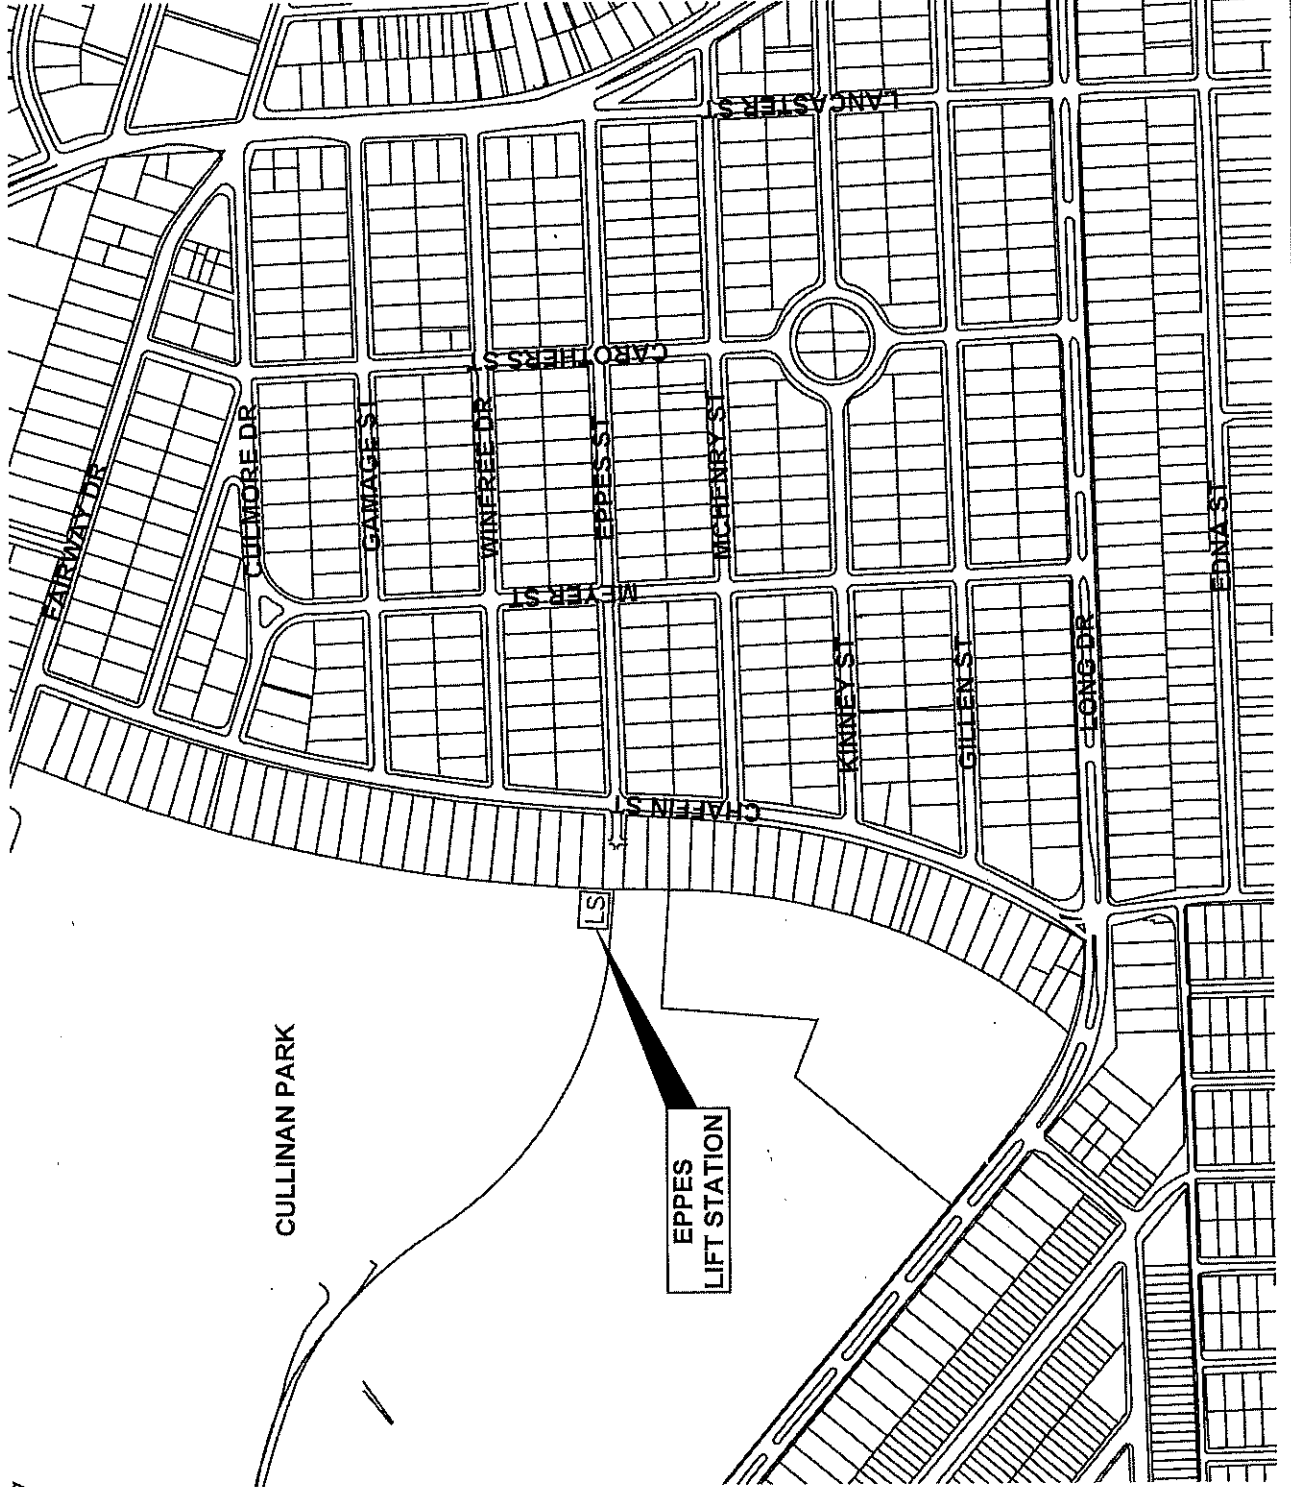 FAIRWAY DR
CULMORE DR
GAMAGE ST
WINFREE DR
EPPES ST
MCHENRY ST
KINNEY ST
GILLEN ST
LONG DR
EDNA ST
LANCASTER ST
CAROTHERS ST
MEYER ST
CHAFFIN ST
LS
CULLINAN PARK
EPPES
LIFT STATION